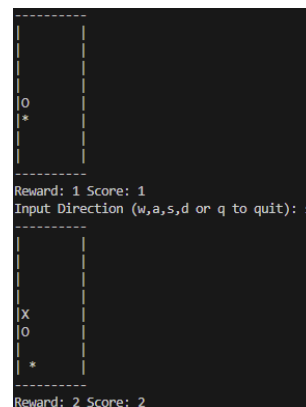 ----------
|        |
|        |
|        |
|        |
|O       |
|*       |
|        |
|        |
----------
Reward: 1 Score: 1
Input Direction (w,a,s,d or q to quit):
----------
|        |
|        |
|        |
|        |
|X       |
|O       |
|        |
| *      |
----------
Reward: 2 Score: 2